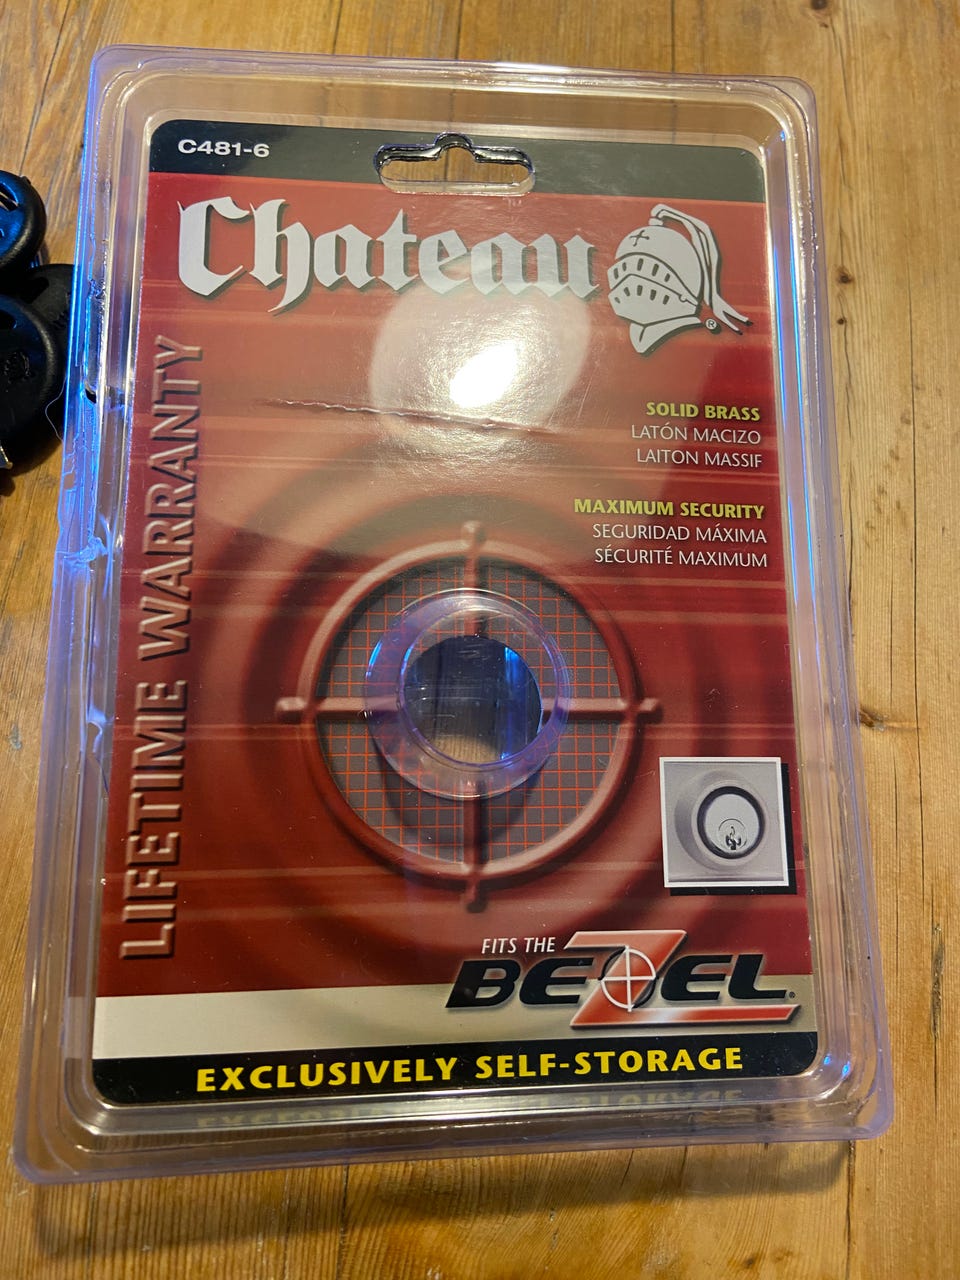 C481-6
Chateau
®
SOLID BRASS
LATÓN MACIZO
LAITON MASSIF
MAXIMUM SECURITY
SEGURIDAD MÁXIMA
SÉCURITÉ MAXIMUM
LIFETIME WARRANTY
FITS THE
BEZEL®
EXCLUSIVELY SELF-STORAGE